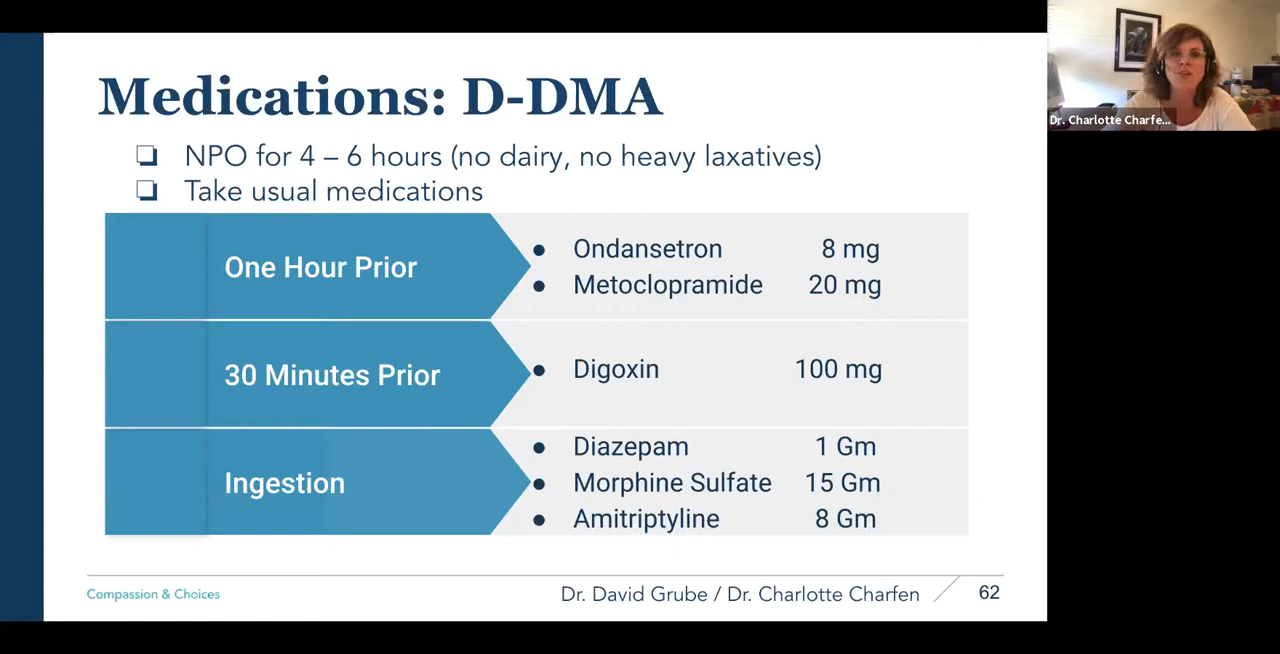 Medications: D-DMA
❑ NPO for 4 – 6 hours (no dairy, no heavy laxatives)
❑ Take usual medications
One Hour Prior
● Ondansetron 8 mg
● Metoclopramide 20 mg
30 Minutes Prior
● Digoxin 100 mg
Ingestion
● Diazepam 1 Gm
● Morphine Sulfate 15 Gm
● Amitriptyline 8 Gm
Compassion & Choices
Dr. David Grube / Dr. Charlotte Charfen
62
Dr. Charlotte Charfe...